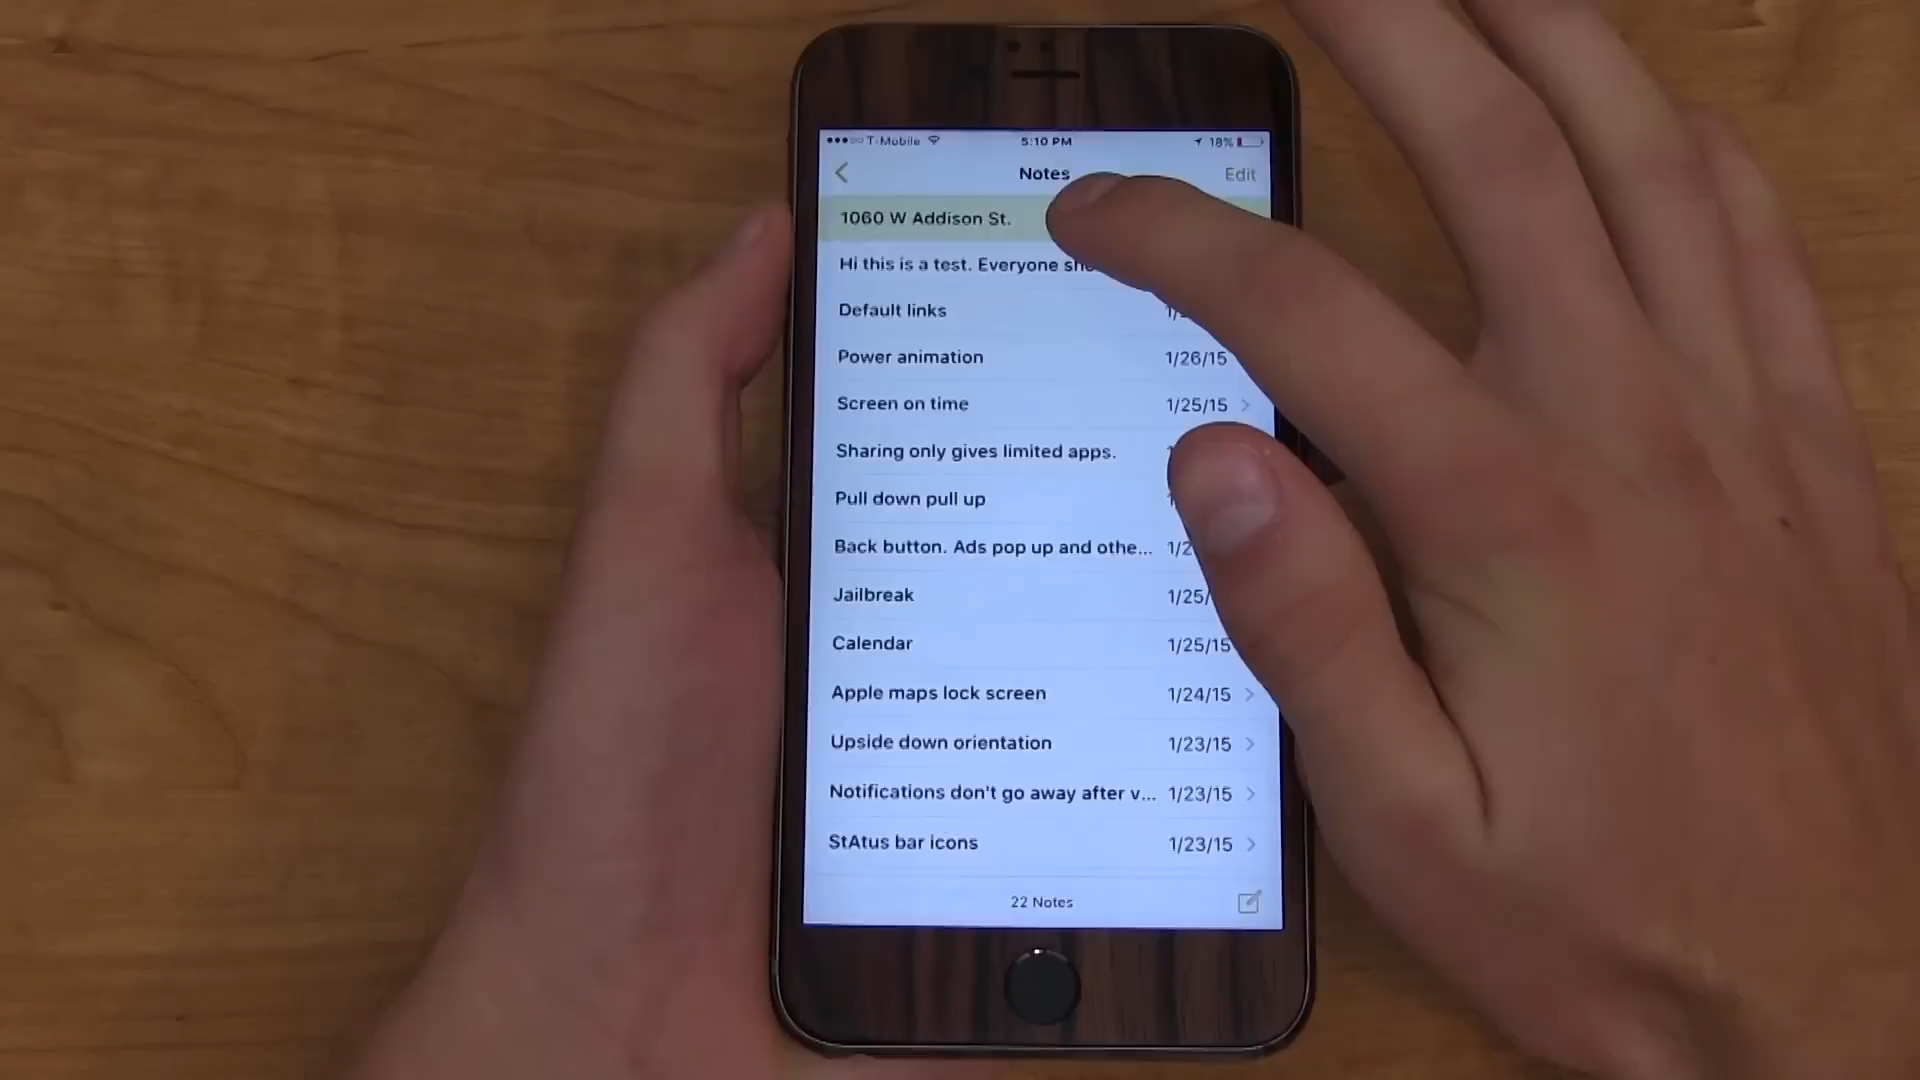 T-Mobile 5:10 PM 18%
Notes Edit
1060 W Addison St.
Hi this is a test. Everyone
Default links
Power animation 1/26/15
Screen on time 1/25/15
Sharing only gives limited apps.
Pull down pull up
Back button. Ads pop up and othe...
Jailbreak 1/25/
Calendar 1/25/15
Apple maps lock screen 1/24/15
Upside down orientation 1/23/15
Notifications don't go away after v... 1/23/15
StAtus bar icons 1/23/15
22 Notes